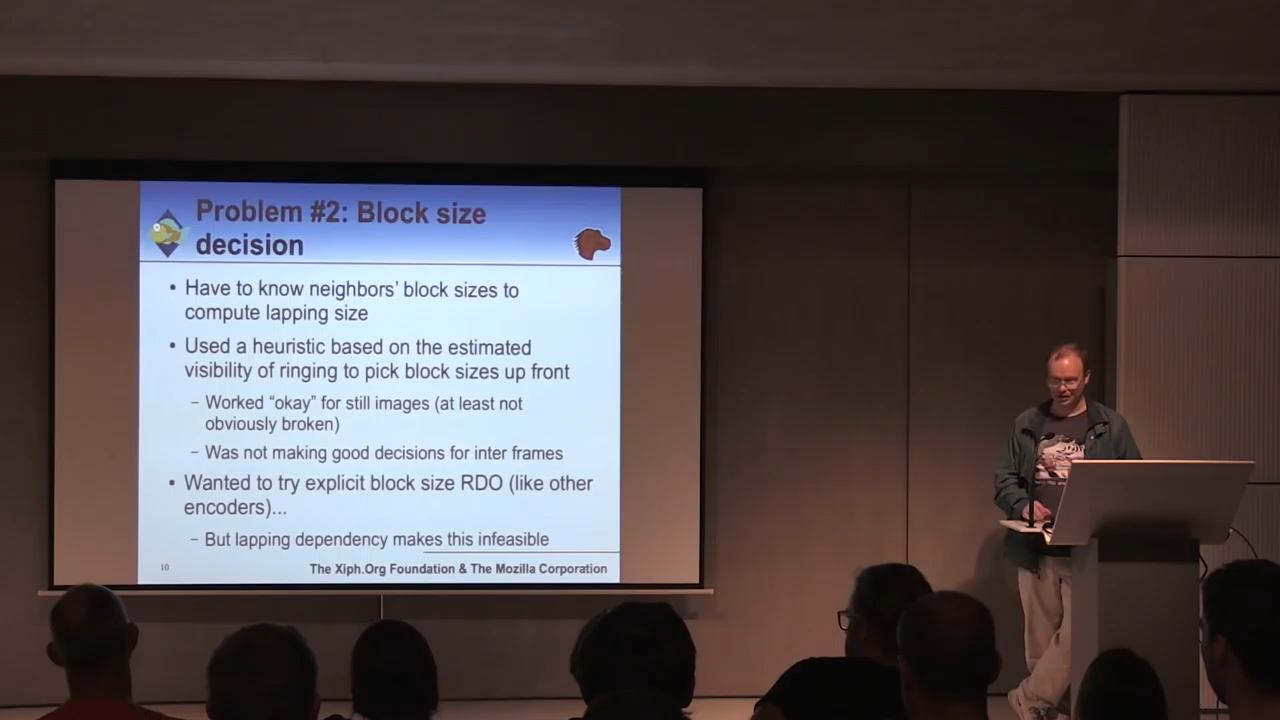 Problem #2: Block size
decision
• Have to know neighbors’ block sizes to
compute lapping size
• Used a heuristic based on the estimated
visibility of ringing to pick block sizes up front
– Worked “okay” for still images (at least not
obviously broken)
– Was not making good decisions for inter frames
• Wanted to try explicit block size RDO (like other
encoders)...
– But lapping dependency makes this infeasible
10
The Xiph.Org Foundation & The Mozilla Corporation